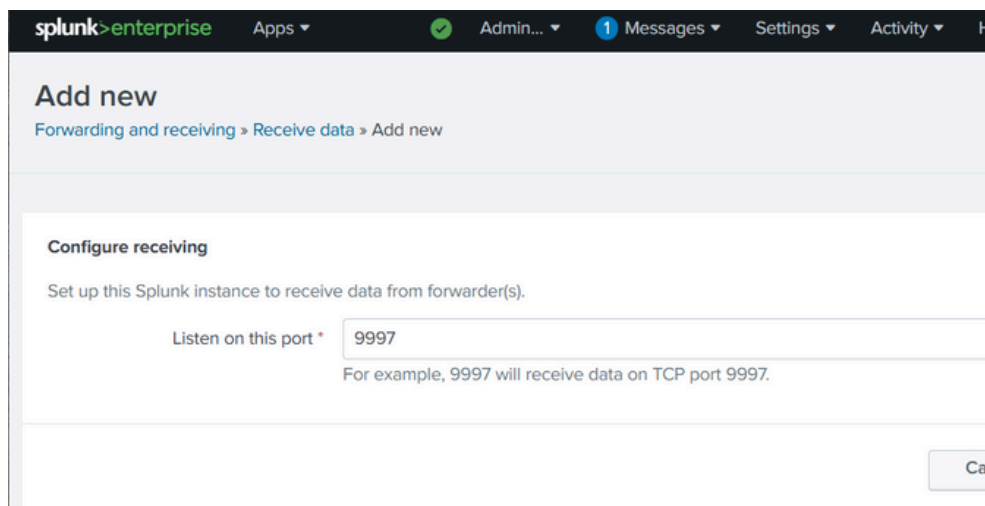 splunk>enterprise Apps Admin... 1 Messages Settings Activity
Add new
Forwarding and receiving » Receive data » Add new
Configure receiving
Set up this Splunk instance to receive data from forwarder(s).
Listen on this port * 9997
For example, 9997 will receive data on TCP port 9997.